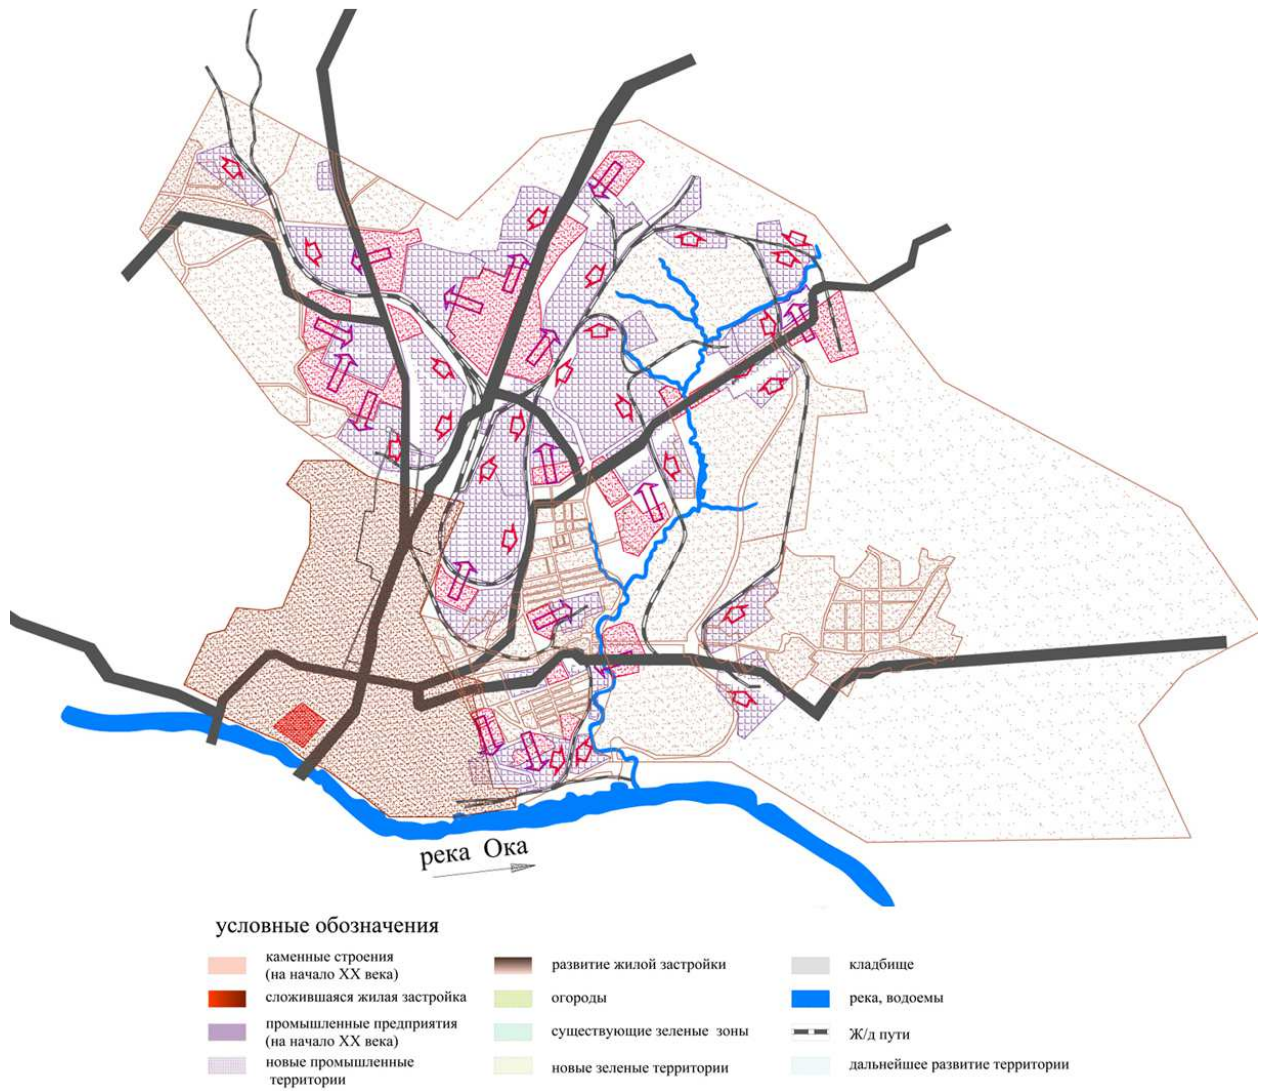 река Ока
условные обозначения
каменные строения
(на начало XX века)
сложившаяся жилая застройка
промышленные предприятия
(на начало XX века)
новые промышленные
территории
развитие жилой застройки
огороды
существующие зеленые зоны
новые зеленые территории
кладбище
река, водоемы
Ж/д пути
дальнейшее развитие территории